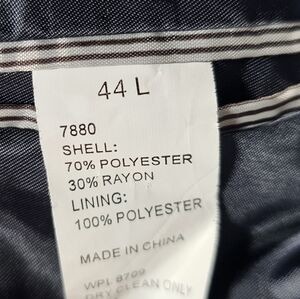 44 L
7880
SHELL:
70% POLYESTER
30% RAYON
LINING:
100% POLYESTER
MADE IN CHINA
WPL 8709
DRY CLEAN ONLY